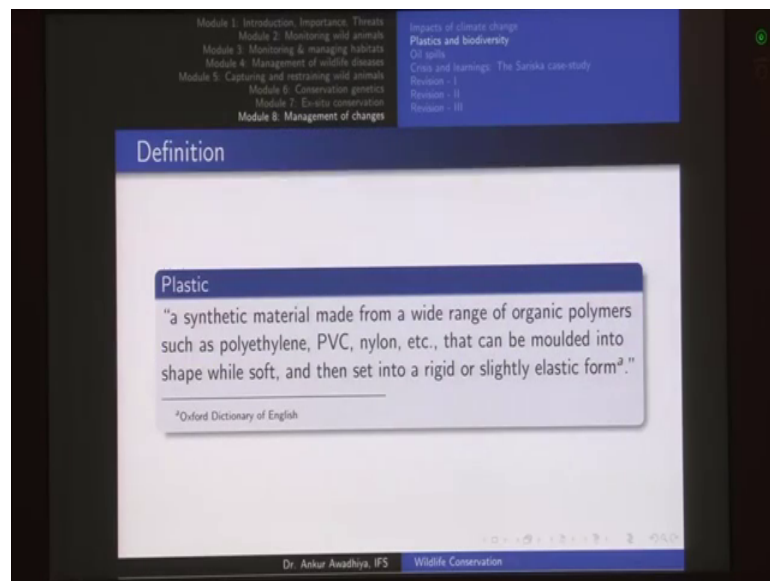 Module 1: Introduction, Importance, Threats
Module 2: Monitoring wild animals
Module 3: Monitoring & managing habitats
Module 4: Management of wildlife diseases
Module 5: Capturing and restraining wild animals
Module 6: Conservation genetics
Module 7: Ex-situ conservation
Module 8: Management of changes
Impacts of climate change
Plastics and biodiversity
Oil spills
Crisis and learnings: The Sariska case-study
Revision - I
Revision - II
Revision - III
Definition
Plastic
“a synthetic material made from a wide range of organic polymers
such as polyethylene, PVC, nylon, etc., that can be moulded into
shape while soft, and then set into a rigid or slightly elastic formª.”
ªOxford Dictionary of English
Dr. Ankur Awadhiya, IFS
Wildlife Conservation